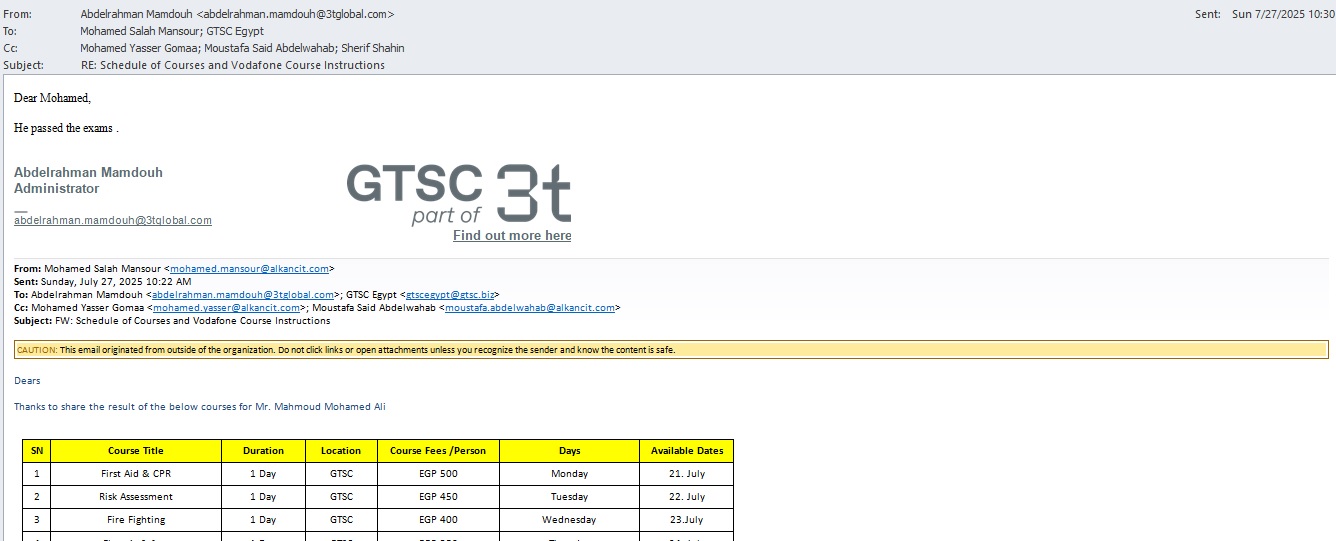 From: Abdelrahman Mamdouh <abdelrahman.mamdouh@3tglobal.com> Sent: Sun 7/27/2025 10:30
To: Mohamed Salah Mansour; GTSC Egypt
Cc: Mohamed Yasser Gomaa; Moustafa Said Abdelwahab; Sherif Shahin
Subject: RE: Schedule of Courses and Vodafone Course Instructions
Dear Mohamed,
He passed the exams .
Abdelrahman Mamdouh
Administrator
abdelrahman.mamdouh@3tglobal.com
GTSC 3t
part of
Find out more here
From: Mohamed Salah Mansour <mohamed.mansour@alkancit.com>
Sent: Sunday, July 27, 2025 10:22 AM
To: Abdelrahman Mamdouh <abdelrahman.mamdouh@3tglobal.com>; GTSC Egypt <gtscegypt@gtsc.biz>
Cc: Mohamed Yasser Gomaa <mohamed.yasser@alkancit.com>; Moustafa Said Abdelwahab <moustafa.abdelwahab@alkancit.com>
Subject: FW: Schedule of Courses and Vodafone Course Instructions
CAUTION: This email originated from outside of the organization. Do not click links or open attachments unless you recognize the sender and know the content is safe.
Dears
Thanks to share the result of the below courses for Mr. Mahmoud Mohamed Ali
SN Course Title Duration Location Course Fees /Person Days Available Dates
1 First Aid & CPR 1 Day GTSC EGP 500 Monday 21. July
2 Risk Assessment 1 Day GTSC EGP 450 Tuesday 22. July
3 Fire Fighting 1 Day GTSC EGP 400 Wednesday 23.July